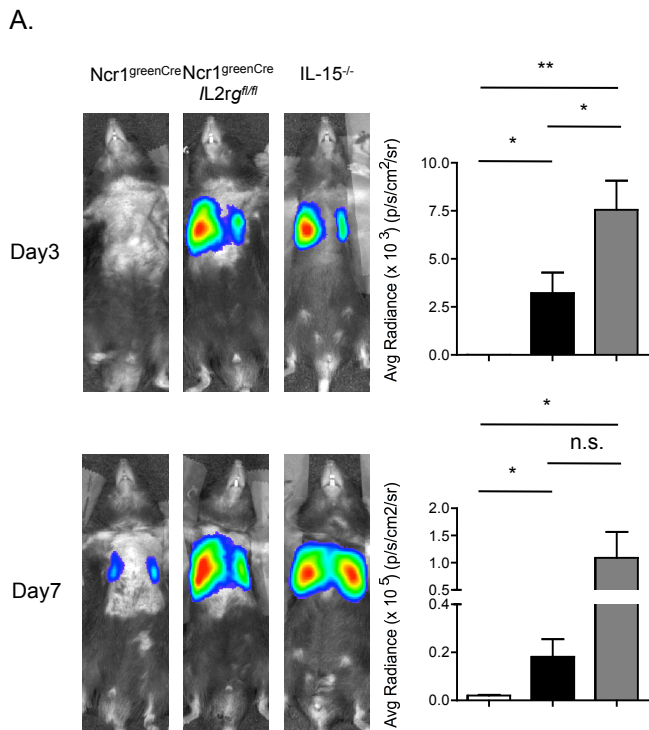 A.
Ncr1greenCre
Ncr1greenCre
IL2rgfl/fl
IL-15-/-
Day3
Avg Radiance (x 10 3) (p/s/cm2/sr)
10.0
7.5
5.0
2.5
0.0
**
*
*
Day7
Avg Radiance (x 10 5) (p/s/cm2/sr)
2.0
1.5
1.0
0.5
0.4
0.2
0.0
*
n.s.
*